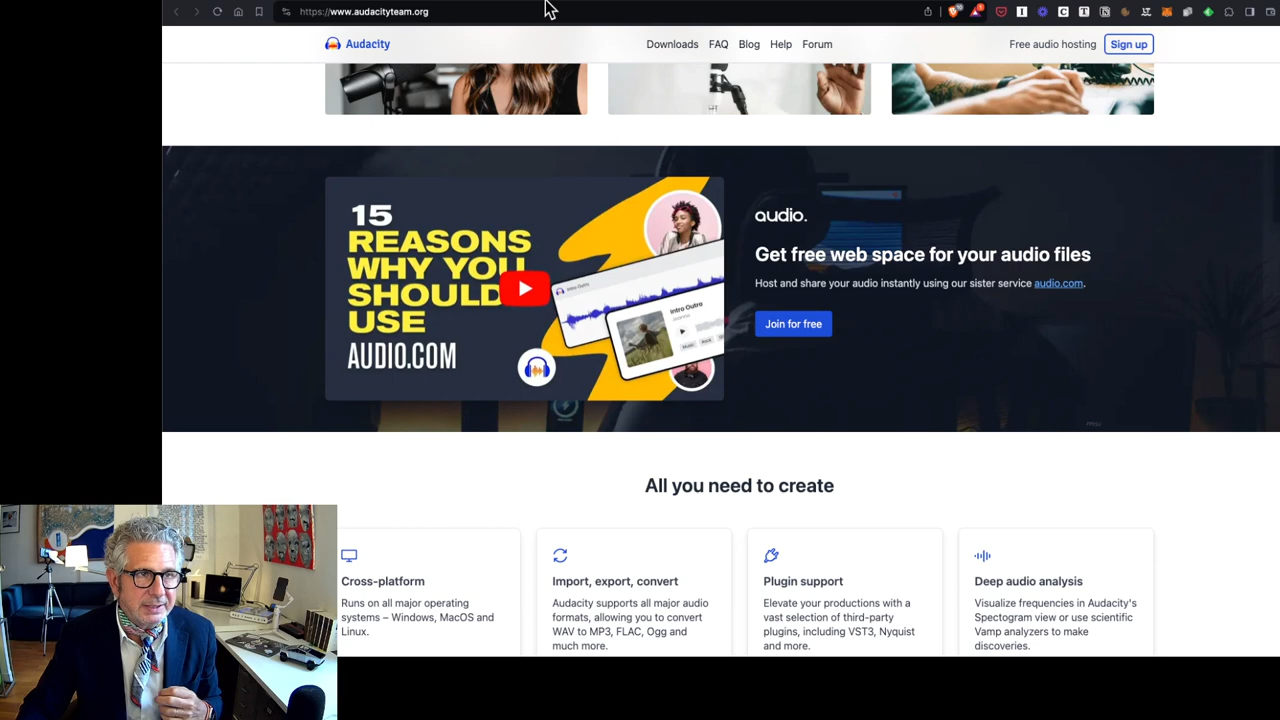 https://www.audacityteam.org
Audacity
Downloads
FAQ
Blog
Help
Forum
Free audio hosting
Sign up
15
REASONS
WHY YOU
SHOULD
USE
AUDIO.COM
Intro Outro
Intro Outro
audio.
Get free web space for your audio files
Host and share your audio instantly using our sister service audio.com.
Join for free
All you need to create
Cross-platform
Runs on all major operating
systems – Windows, MacOS and
Linux.
Import, export, convert
Audacity supports all major audio
formats, allowing you to convert
WAV to MP3, FLAC, Ogg and
much more.
Plugin support
Elevate your productions with a
vast selection of third-party
plugins, including VST3, Nyquist
and more.
Deep audio analysis
Visualize frequencies in Audacity's
Spectogram view or use scientific
Vamp analyzers to make
discoveries.